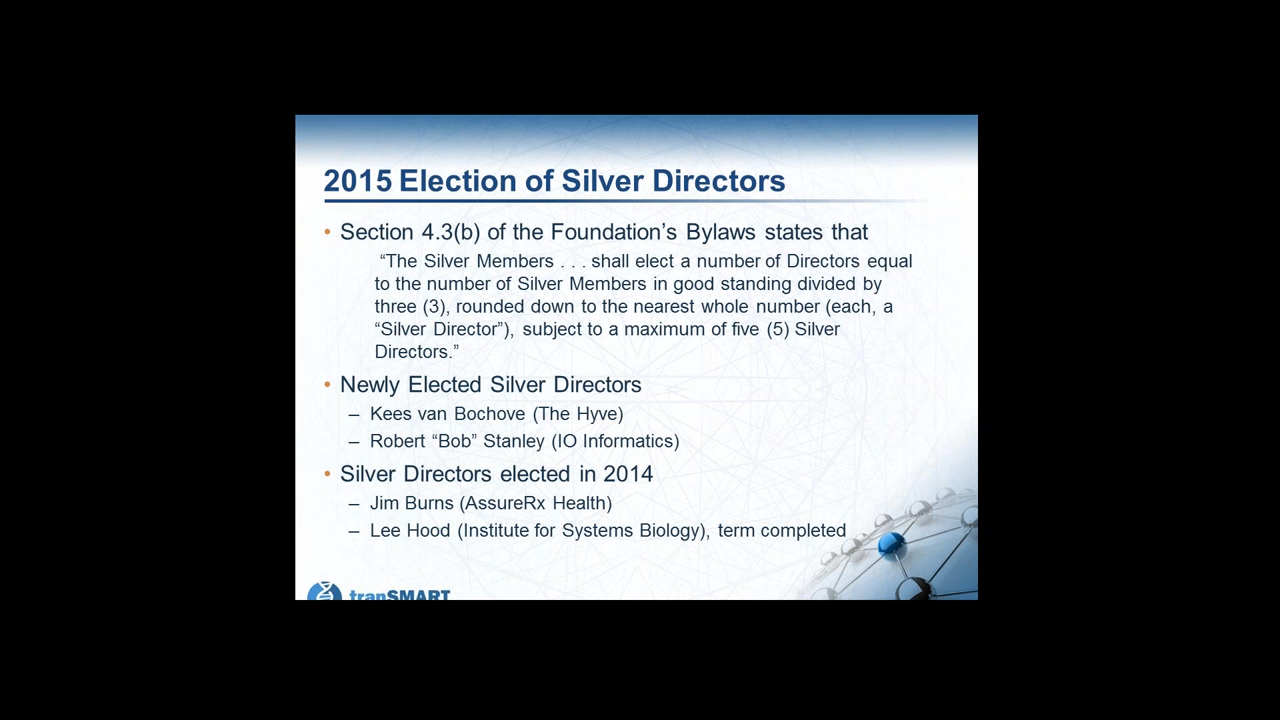 2015 Election of Silver Directors
• Section 4.3(b) of the Foundation’s Bylaws states that
“The Silver Members . . . shall elect a number of Directors equal
to the number of Silver Members in good standing divided by
three (3), rounded down to the nearest whole number (each, a
“Silver Director”), subject to a maximum of five (5) Silver
Directors.”
• Newly Elected Silver Directors
– Kees van Bochove (The Hyve)
– Robert “Bob” Stanley (IO Informatics)
• Silver Directors elected in 2014
– Jim Burns (AssureRx Health)
– Lee Hood (Institute for Systems Biology), term completed
tranSMART